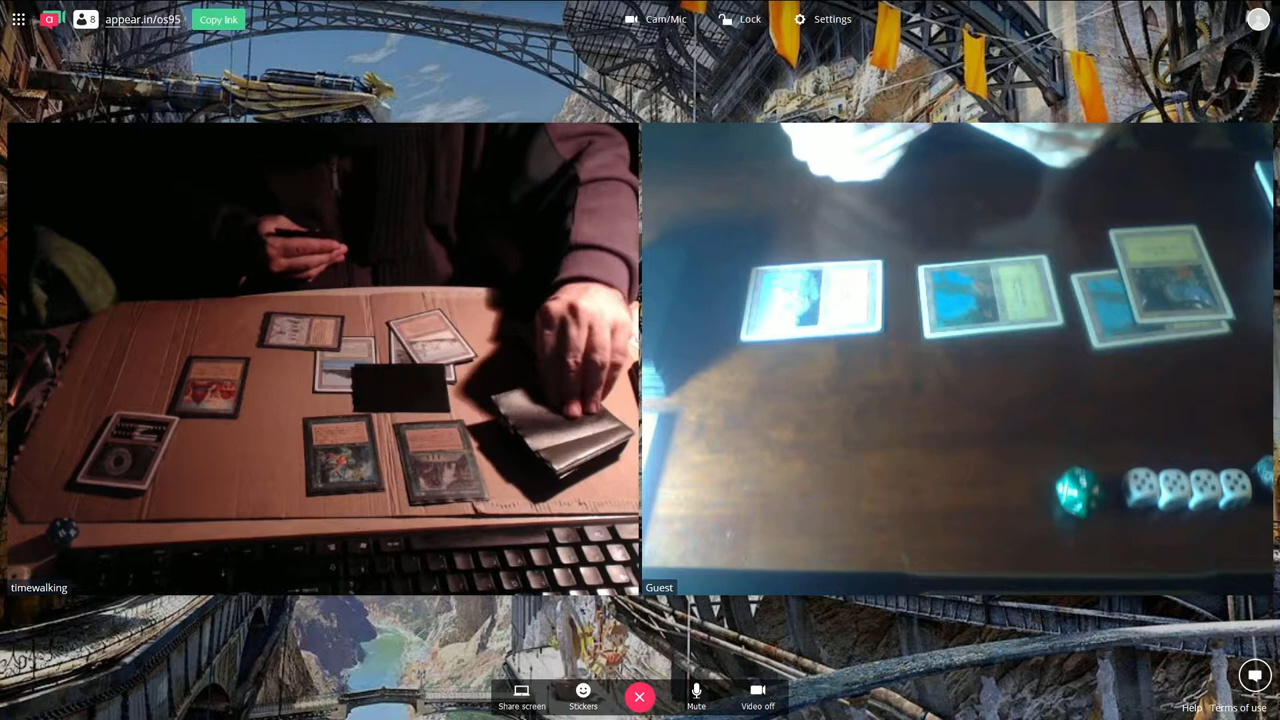 8 appear.in/os95 Copy link Cam/Mic Lock Settings
timewalking Guest
Share screen Stickers Mute Video off
Help Terms of use